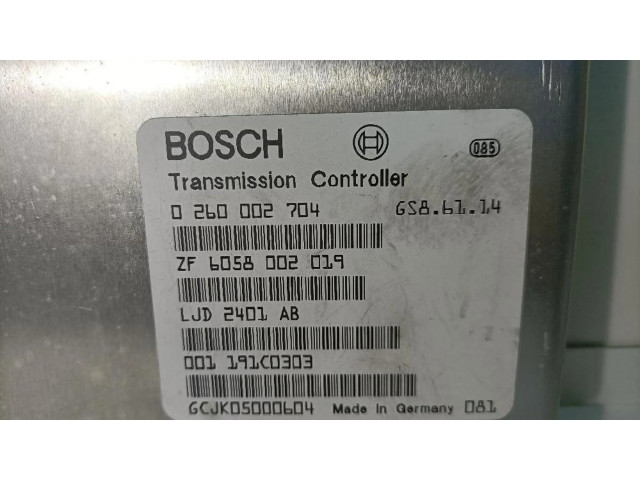 BOSCH 085
Transmission Controller
0 260 002 704 GS8.61.14
ZF 6058 002 019
LJD 2401 AB
001 191C0303
GCJK05000604 Made in Germany 081